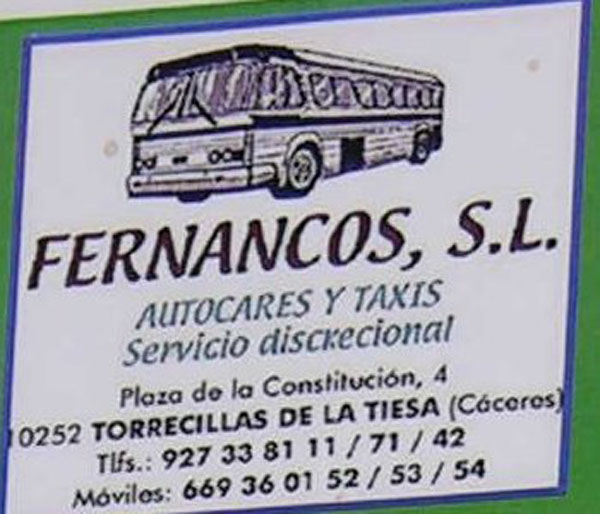 FERNANCOS, S.L.
AUTOCARES Y TAXIS
Servicio discrecional
Plaza de la Constitución, 4
10252 TORRECILLAS DE LA TIESA (Cáceres)
Tlfs.: 927 33 81 11 / 71 / 42
Móviles: 669 36 01 52 / 53 / 54